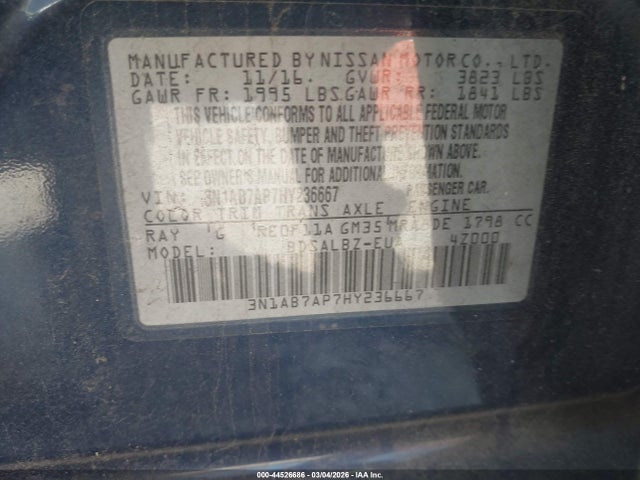 MANUFACTURED BY NISSAN MOTOR CO., LTD.
DATE: 11/16. GVWR: 3823 LBS
GAWR FR: 1995 LBS. GAWR RR: 1841 LBS
THIS VEHICLE CONFORMS TO ALL APPLICABLE FEDERAL MOTOR
VEHICLE SAFETY, BUMPER AND THEFT PREVENTION STANDARDS
IN EFFECT ON THE DATE OF MANUFACTURE SHOWN ABOVE.
SEE OWNER'S MANUAL FOR ADDITIONAL INFORMATION.
VIN: 3N1AB7AP7HY236667 PASSENGER CAR.
COLOR TRIM TRANS AXLE ENGINE
RAY G RE0F11A GM35 MRA8DE 1798 CC
MODEL: BDSALBZ-EUA 4Z000
3N1AB7AP7HY236667
000-44526686 - 03/04/2026 - IAA Inc.